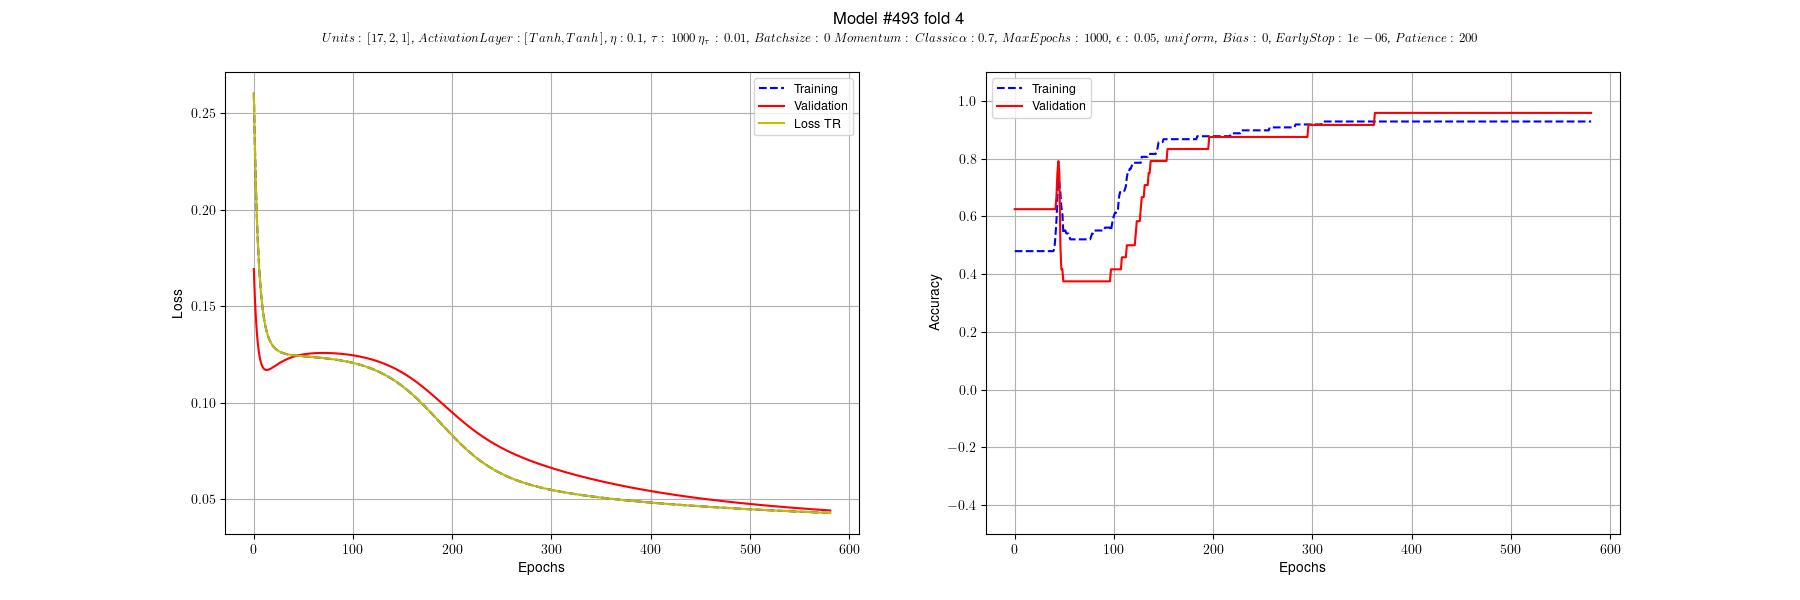 Model #493 fold 4
Units : [17, 2, 1], ActivationLayer : [Tanh, Tanh], η : 0.1, τ : 1000 η_τ : 0.01, Batchsize : 0 Momentum : Classic α : 0.7, MaxEpochs : 1000, ϵ : 0.05, uniform, Bias : 0, EarlyStop : 1e − 06, Patience : 200
Training
Validation
Loss TR
0.25
0.20
0.15
0.10
0.05
Loss
0 100 200 300 400 500 600
Epochs
Training
Validation
1.0
0.8
0.6
0.4
0.2
0.0
−0.2
−0.4
Accuracy
0 100 200 300 400 500 600
Epochs